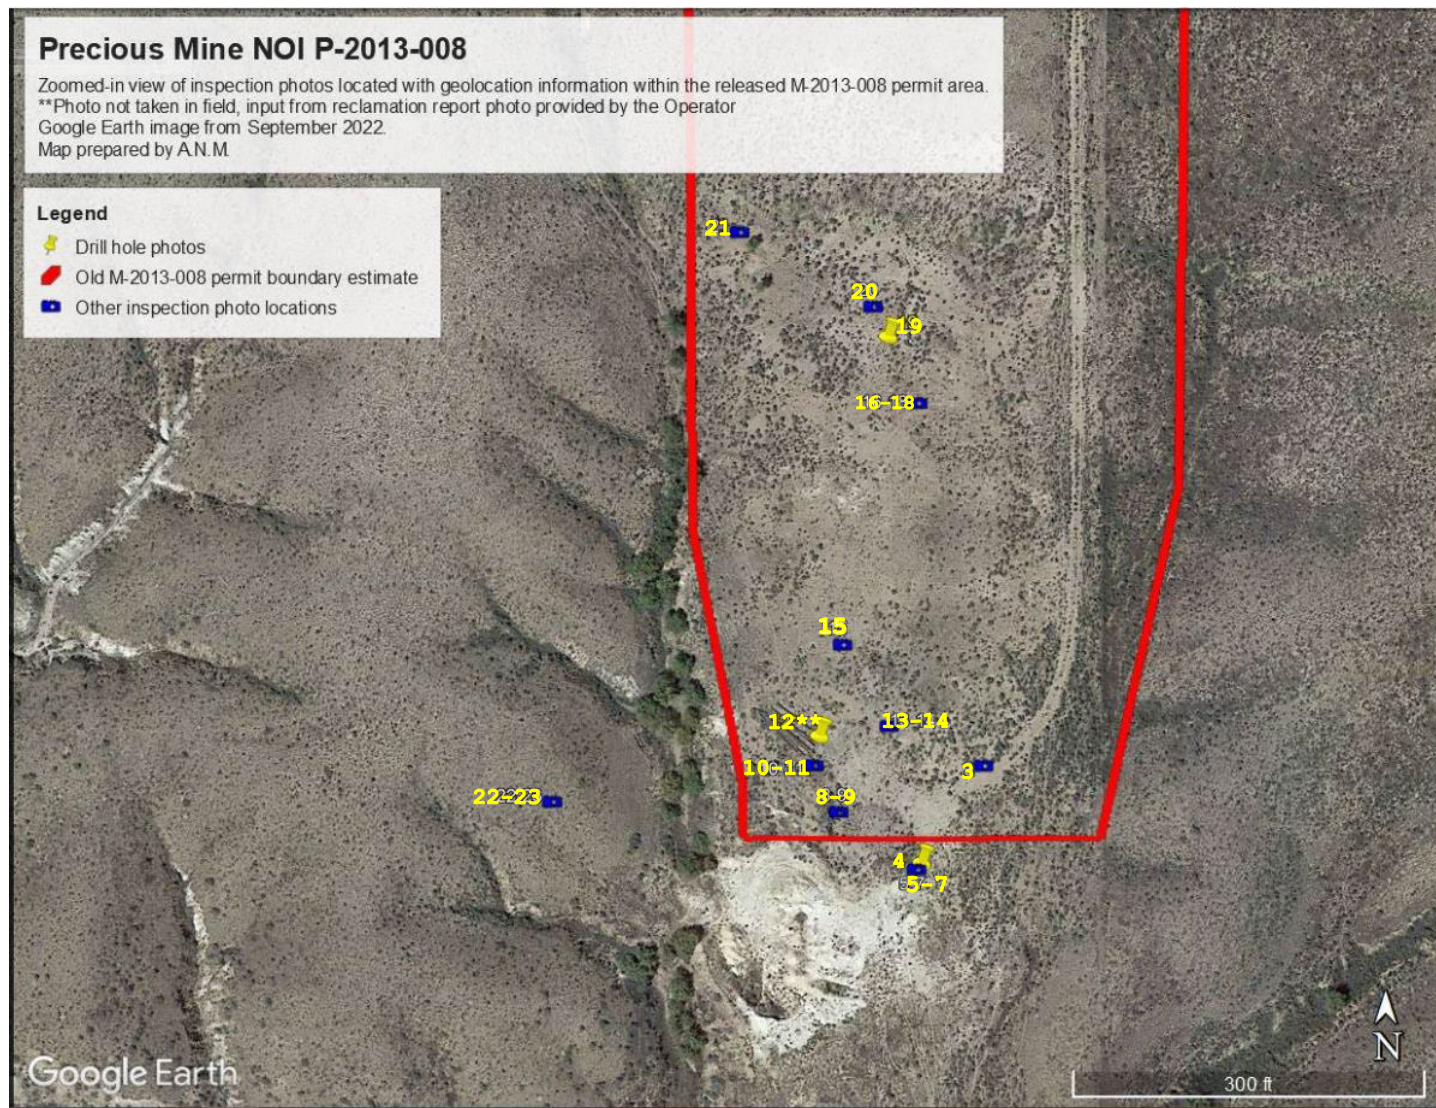 Precious Mine NOI P-2013-008
Zoomed-in view of inspection photos located with geolocation information within the released M-2013-008 permit area.
**Photo not taken in field, input from reclamation report photo provided by the Operator
Google Earth image from September 2022.
Map prepared by A.N.M.
Legend
Drill hole photos
Old M-2013-008 permit boundary estimate
Other inspection photo locations
21
20
19
16-18
15
12**
13-14
10-11
3
22-23
8-9
4
5-7
N
Google Earth
300 ft